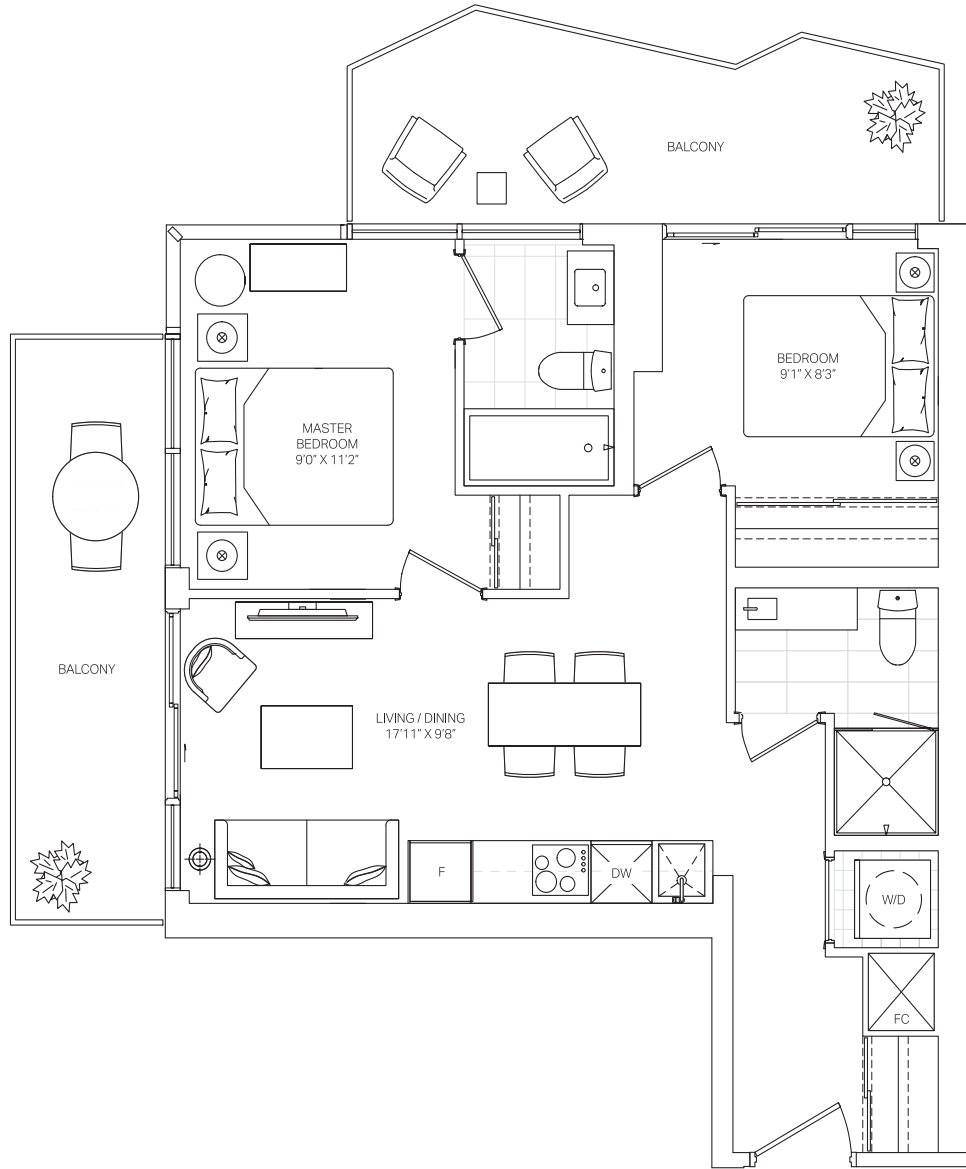 BALCONY
BEDROOM
9'1" X 8'3"
MASTER
BEDROOM
9'0" X 11'2"
BALCONY
LIVING / DINING
17'11" X 9'8"
F
DW
W/D
FC